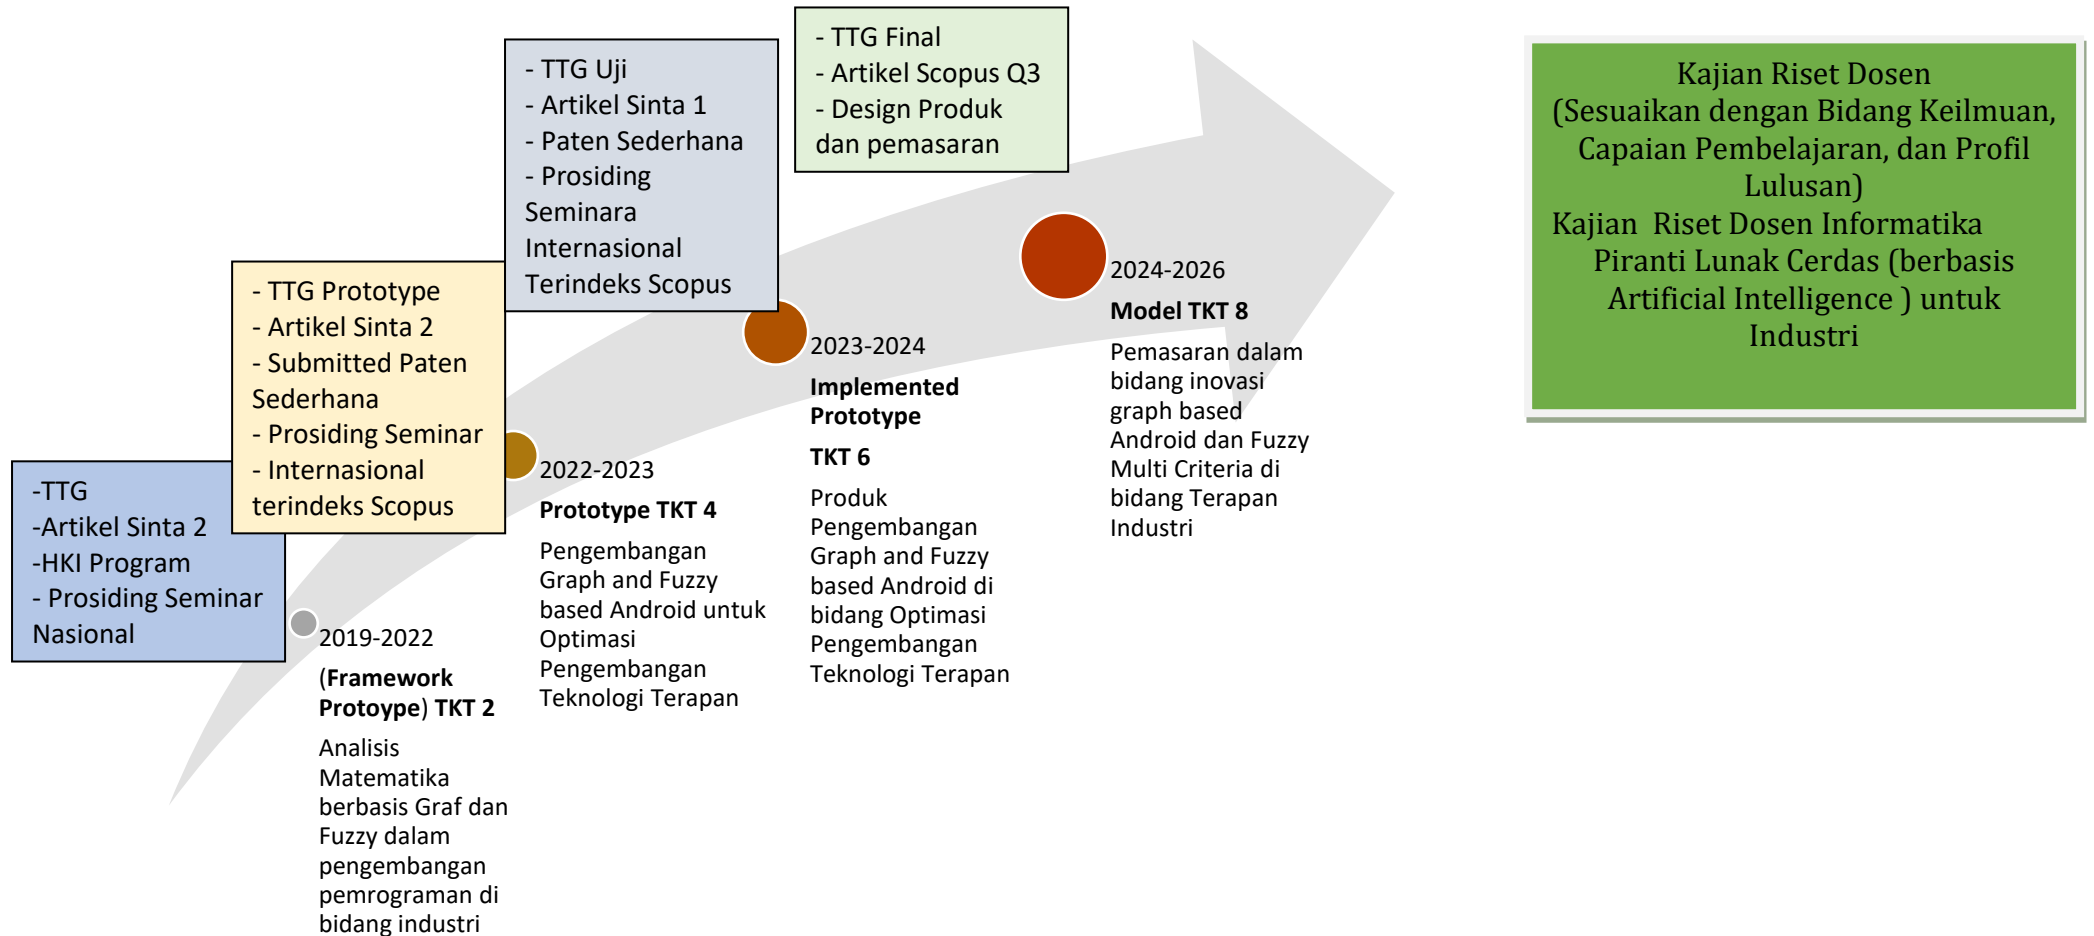 -TTG
-Artikel Sinta 2
-HKI Program
- Prosiding Seminar
Nasional
2019-2022
(Framework
Protoype) TKT 2
Analisis
Matematika
berbasis Graf dan
Fuzzy dalam
pengembangan
pemrograman di
bidang industri
- TTG Prototype
- Artikel Sinta 2
- Submitted Paten
Sederhana
- Prosiding Seminar
- Internasional
terindeks Scopus
2022-2023
Prototype TKT 4
Pengembangan
Graph and Fuzzy
based Android untuk
Optimasi
Pengembangan
Teknologi Terapan
- TTG Uji
- Artikel Sinta 1
- Paten Sederhana
- Prosiding
Seminara
Internasional
Terindeks Scopus
2023-2024
Implemented
Prototype
TKT 6
Produk
Pengembangan
Graph and Fuzzy
based Android di
bidang Optimasi
Pengembangan
Teknologi Terapan
- TTG Final
- Artikel Scopus Q3
- Design Produk
dan pemasaran
2024-2026
Model TKT 8
Pemasaran dalam
bidang inovasi
graph based
Android dan Fuzzy
Multi Criteria di
bidang Terapan
Industri
Kajian Riset Dosen
(Sesuaikan dengan Bidang Keilmuan,
Capaian Pembelajaran, dan Profil
Lulusan)
Kajian Riset Dosen Informatika
Piranti Lunak Cerdas (berbasis
Artificial Intelligence ) untuk
Industri